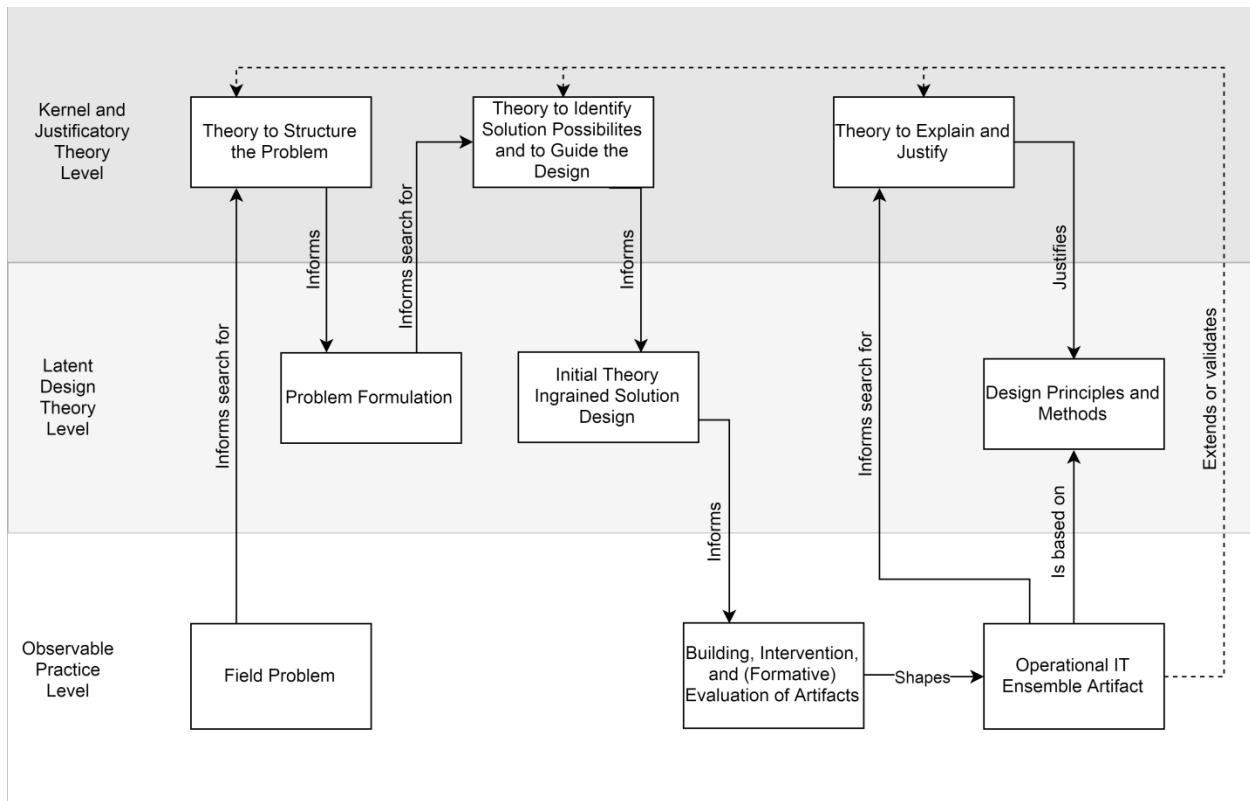 Kernel and
Justificatory
Theory
Level
Theory to Structure
the Problem
Theory to Identify
Solution Possibilites
and to Guide the
Design
Theory to Explain and
Justify
Informs search for
Informs
Informs search for
Informs
Informs search for
Justifies
Extends or validates
Latent
Design
Theory
Level
Problem Formulation
Initial Theory
Ingrained Solution
Design
Design Principles and
Methods
Informs
Is based on
Observable
Practice
Level
Field Problem
Building, Intervention,
and (Formative)
Evaluation of Artifacts
Shapes
Operational IT
Ensemble Artifact